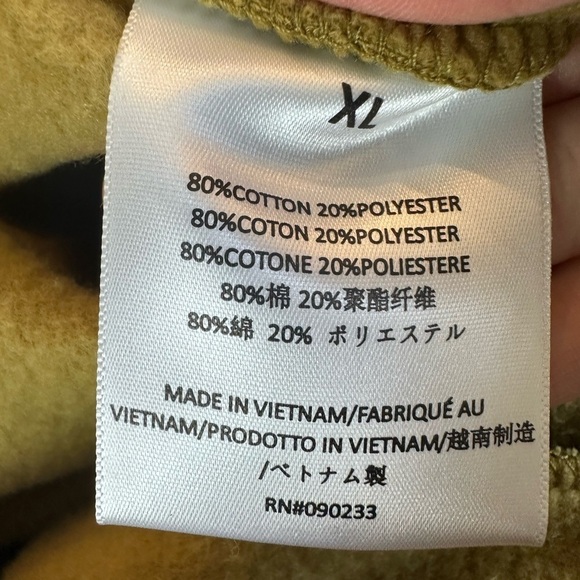 XL
80%COTTON 20%POLYESTER
80%COTON 20%POLYESTER
80%COTONE 20%POLIESTERE
80%棉 20%聚酯纤维
80%綿 20% ポリエステル
MADE IN VIETNAM/FABRIQUÉ AU
VIETNAM/PRODOTTO IN VIETNAM/越南制造
/ベトナム製
RN#090233